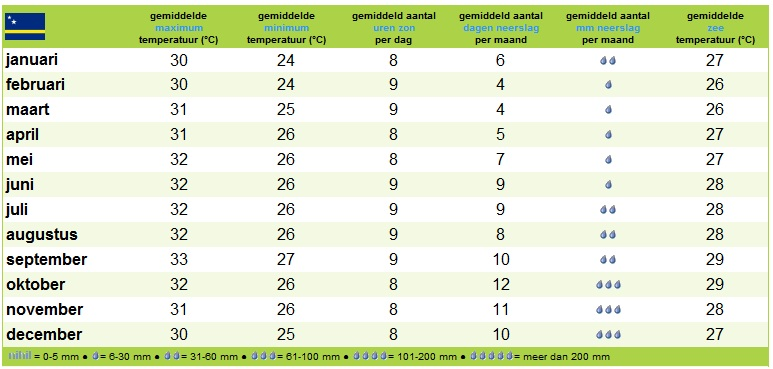 gemiddelde maximum temperatuur (°C) gemiddelde minimum temperatuur (°C) gemiddeld aantal uren zon per dag gemiddeld aantal dagen neerslag per maand gemiddeld aantal mm neerslag per maand gemiddelde zee temperatuur (°C)
januari 30 24 8 6 27
februari 30 24 9 4 26
maart 31 25 9 4 26
april 31 26 8 5 27
mei 32 26 8 7 27
juni 32 26 9 9 28
juli 32 26 9 9 28
augustus 32 26 9 8 28
september 33 27 9 10 29
oktober 32 26 8 12 29
november 31 26 8 11 28
december 30 25 8 10 27
nihil = 0-5 mm ● = 6-30 mm ● = 31-60 mm ● = 61-100 mm ● = 101-200 mm ● = meer dan 200 mm